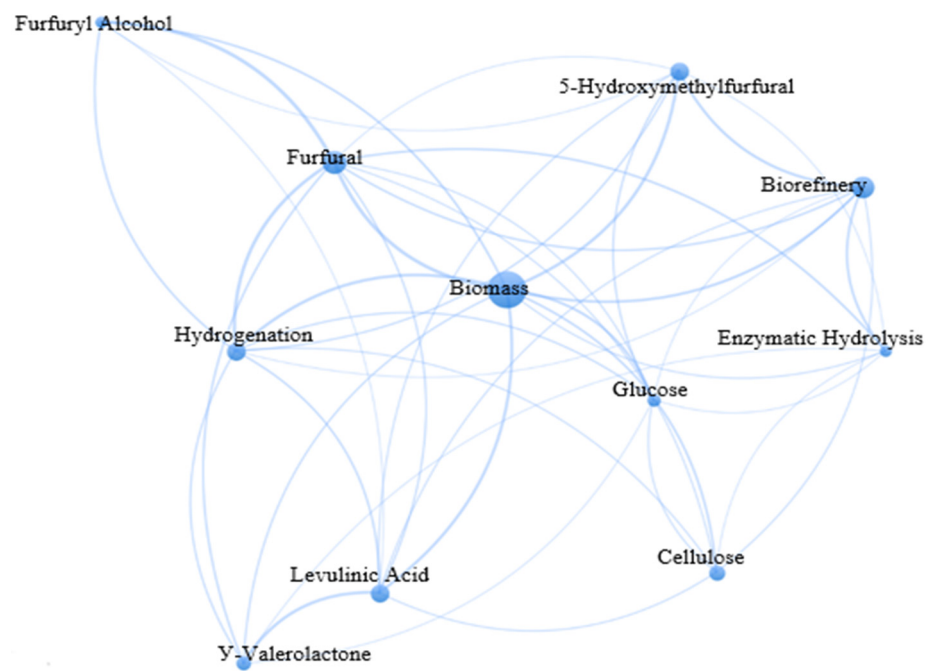 Furfuryl Alcohol
5-Hydroxymethylfurfural
Furfural
Biorefinery
Biomass
Hydrogenation
Enzymatic Hydrolysis
Glucose
Cellulose
Levulinic Acid
У-Valerolactone